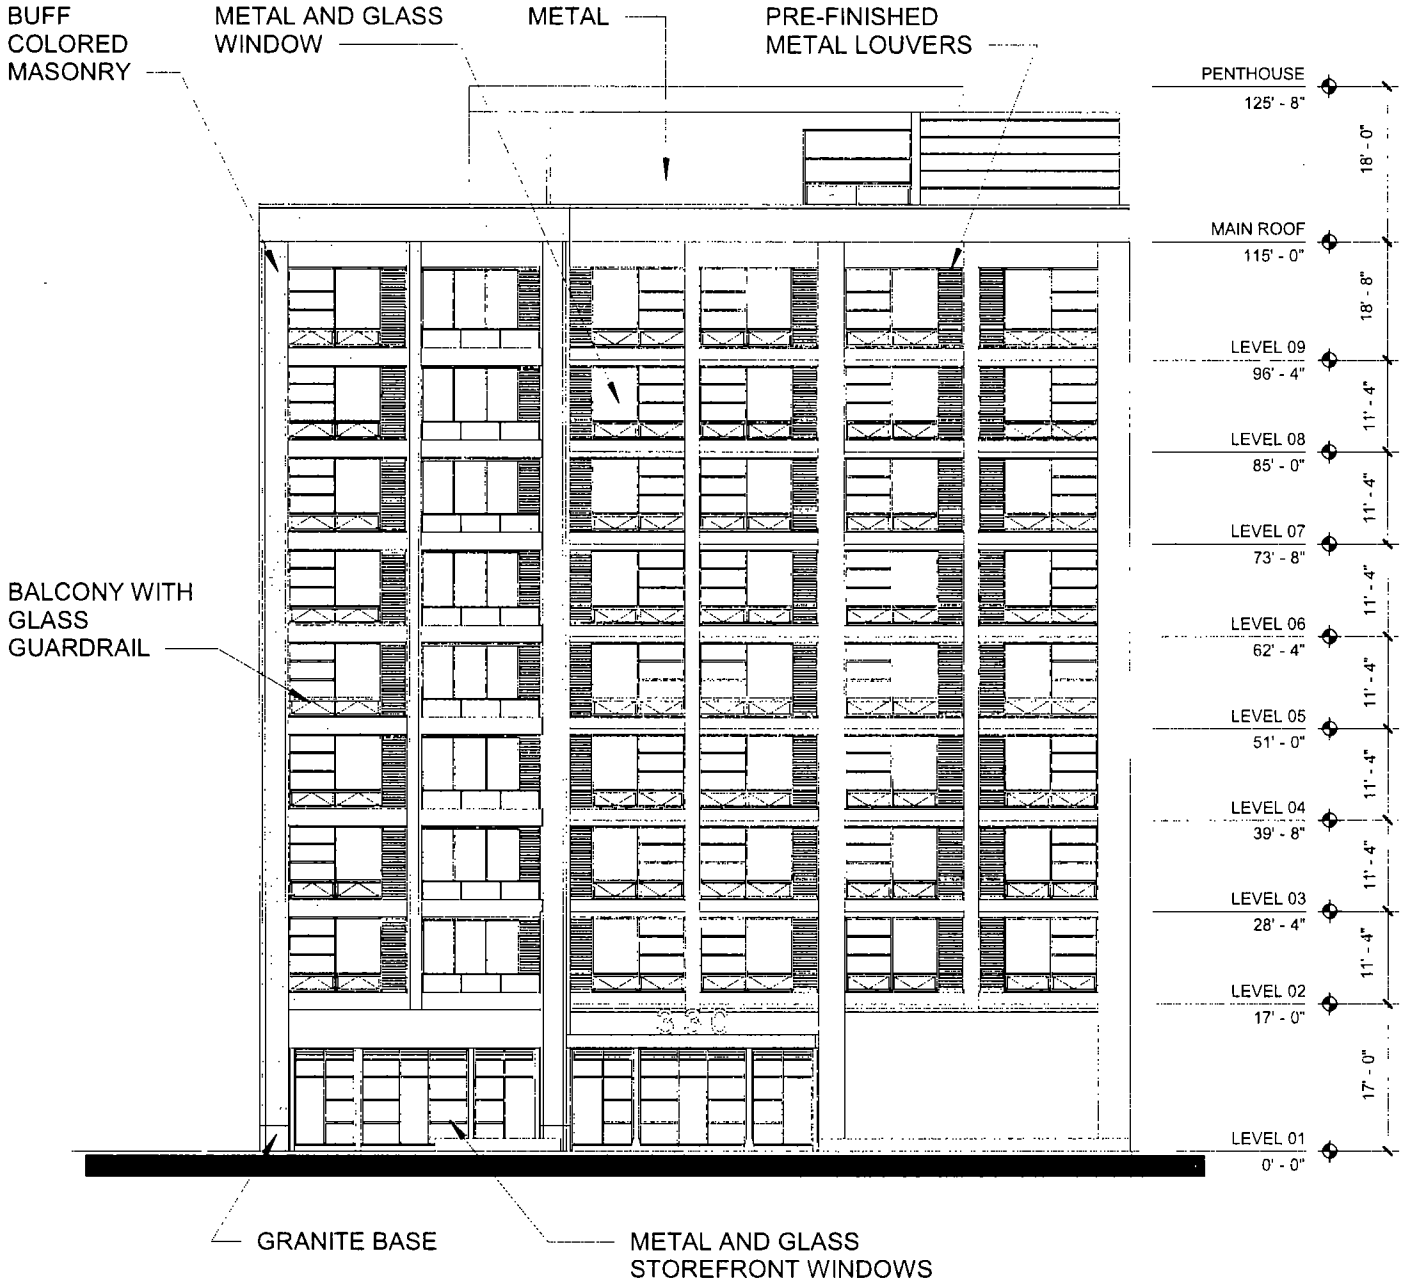 BUFF
COLORED
MASONRY
METAL AND GLASS
WINDOW
METAL
PRE-FINISHED
METAL LOUVERS
PENTHOUSE
125' - 8"
18' - 0"
MAIN ROOF
115' - 0"
18' - 8"
LEVEL 09
96' - 4"
11' - 4"
LEVEL 08
85' - 0"
11' - 4"
LEVEL 07
73' - 8"
11' - 4"
BALCONY WITH
GLASS
GUARDRAIL
LEVEL 06
62' - 4"
11' - 4"
LEVEL 05
51' - 0"
11' - 4"
LEVEL 04
39' - 8"
11' - 4"
LEVEL 03
28' - 4"
11' - 4"
LEVEL 02
17' - 0"
17' - 0"
LEVEL 01
0' - 0"
GRANITE BASE
METAL AND GLASS
STOREFRONT WINDOWS